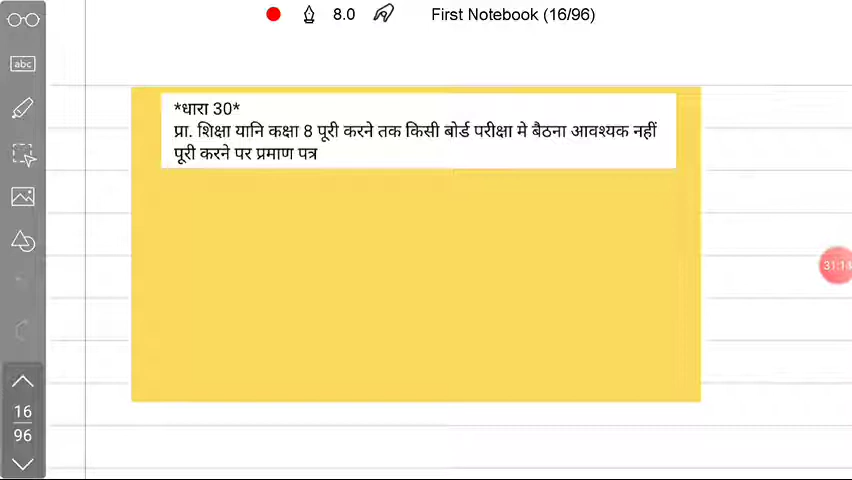 8.0 First Notebook (16/96)
abc
*धारा 30*
प्रा. शिक्षा यानि कक्षा 8 पूरी करने तक किसी बोर्ड परीक्षा मे बैठना आवश्यक नहीं
पूरी करने पर प्रमाण पत्र
16
96